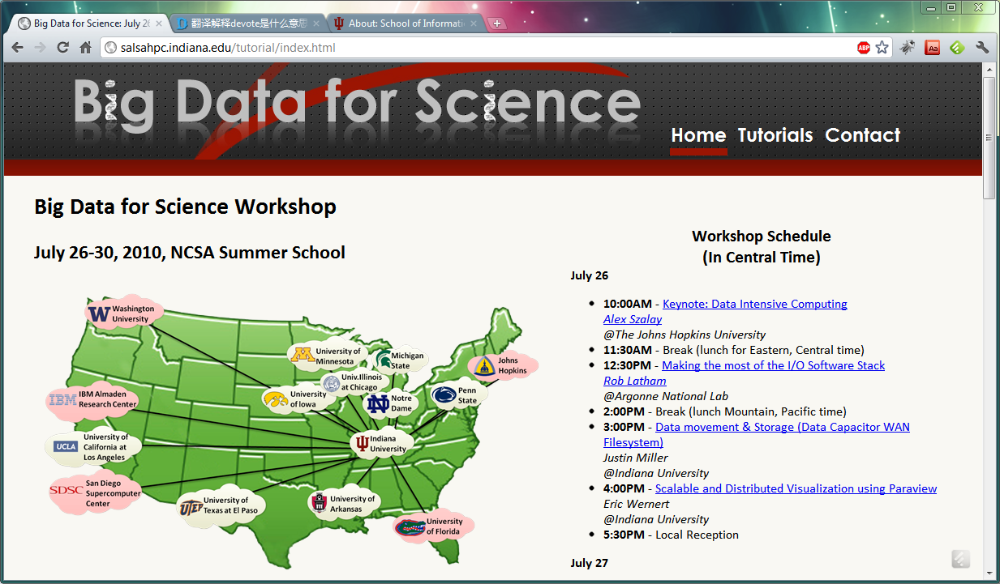 Big Data for Science: July 26
翻译解释devote是什么意思
About: School of Informati
salsahpc.indiana.edu/tutorial/index.html
ABP
Aa
Big Data for Science
Home Tutorials Contact
Big Data for Science Workshop
July 26-30, 2010, NCSA Summer School
W Washington
University
M University of
Minnesota
S Michigan
State
Johns
Hopkins
Univ.Illinois
at Chicago
IBM IBM Almaden
Research Center
University
of Iowa
ND Notre
Dame
Penn
State
UCLA University of
California at
Los Angeles
Indiana
University
SDSC San Diego
Supercomputer
Center
UTEP University of
Texas at El Paso
University of
Arkansas
Gators University
of Florida
Workshop Schedule
(In Central Time)
July 26
10:00AM - Keynote: Data Intensive Computing
Alex Szalay
@The Johns Hopkins University
11:30AM - Break (lunch for Eastern, Central time)
12:30PM - Making the most of the I/O Software Stack
Rob Latham
@Argonne National Lab
2:00PM - Break (lunch Mountain, Pacific time)
3:00PM - Data movement & Storage (Data Capacitor WAN
Filesystem)
Justin Miller
@Indiana University
4:00PM - Scalable and Distributed Visualization using Paraview
Eric Wernert
@Indiana University
5:30PM - Local Reception
July 27